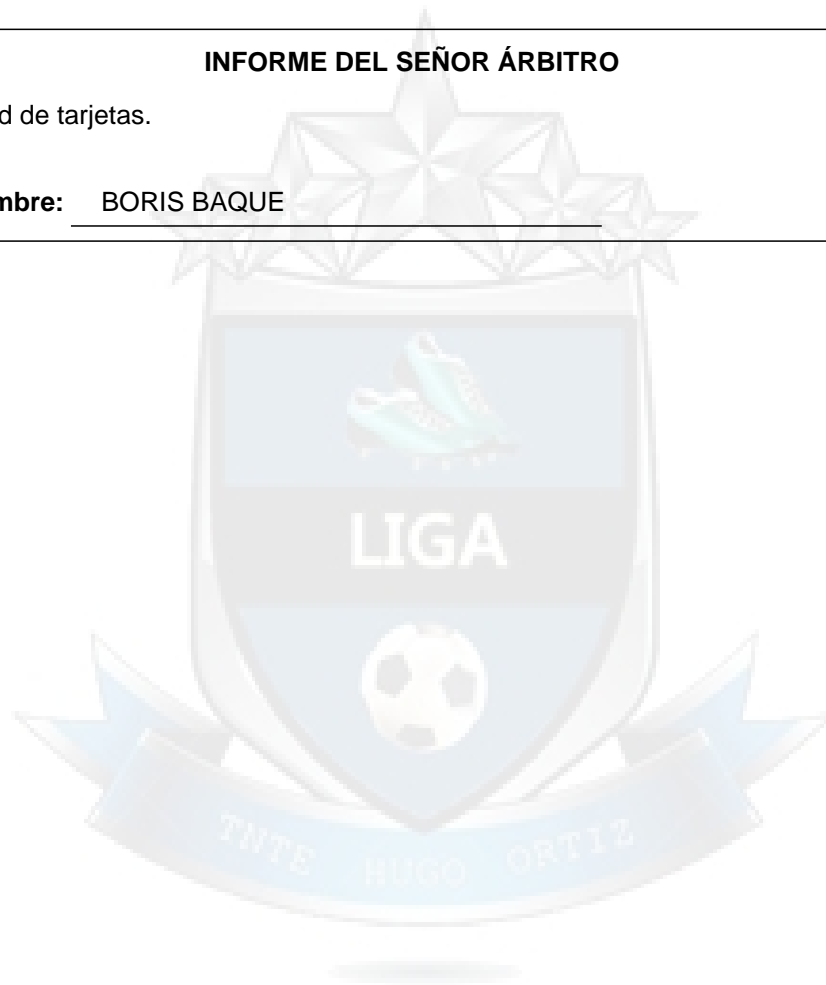 INFORME DEL SEÑOR ÁRBITRO
d de tarjetas.
mbre: BORIS BAQUE
LIGA
TNTE HUGO ORTIZ